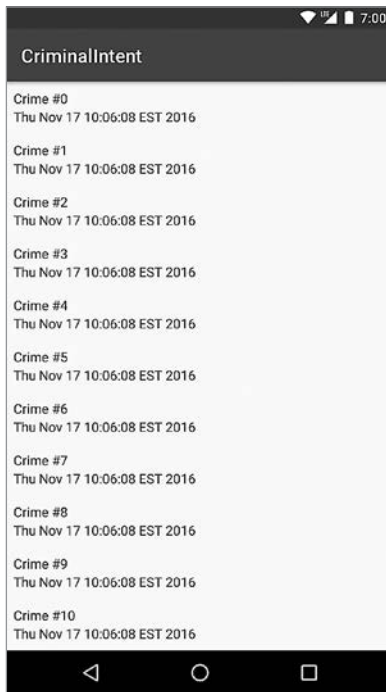 LTE 7:00
CriminalIntent
Crime #0
Thu Nov 17 10:06:08 EST 2016
Crime #1
Thu Nov 17 10:06:08 EST 2016
Crime #2
Thu Nov 17 10:06:08 EST 2016
Crime #3
Thu Nov 17 10:06:08 EST 2016
Crime #4
Thu Nov 17 10:06:08 EST 2016
Crime #5
Thu Nov 17 10:06:08 EST 2016
Crime #6
Thu Nov 17 10:06:08 EST 2016
Crime #7
Thu Nov 17 10:06:08 EST 2016
Crime #8
Thu Nov 17 10:06:08 EST 2016
Crime #9
Thu Nov 17 10:06:08 EST 2016
Crime #10
Thu Nov 17 10:06:08 EST 2016